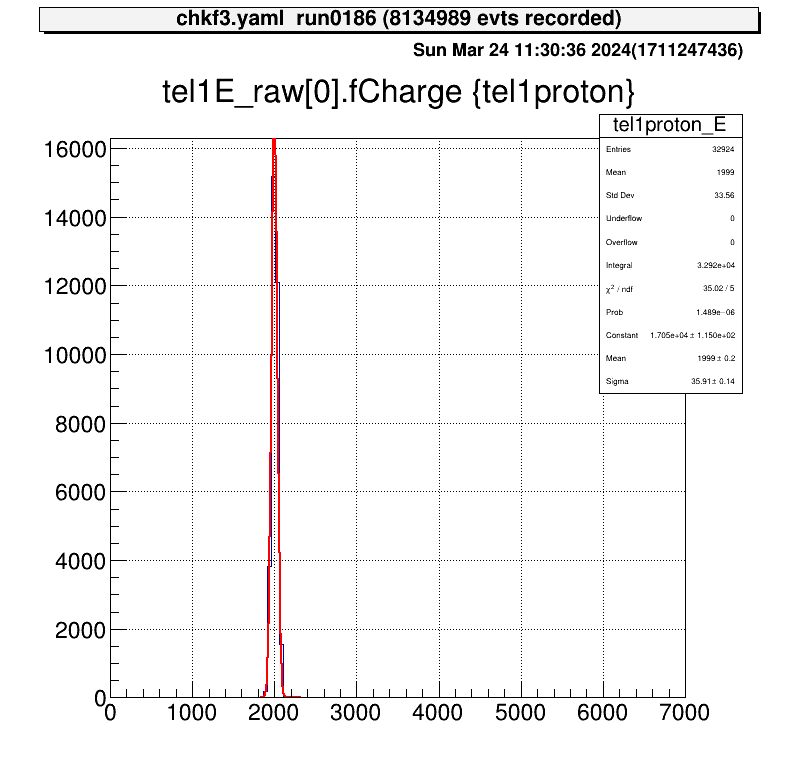 chkf3.yaml run0186 (8134989 evts recorded)
Sun Mar 24 11:30:36 2024(1711247436)
tel1E_raw[0].fCharge {tel1proton}
tel1proton_E
Entries 32924
Mean 1999
Std Dev 33.56
Underflow 0
Overflow 0
Integral 3.292e+04
χ² / ndf 35.02 / 5
Prob 1.489e−06
Constant 1.705e+04 ± 1.150e+02
Mean 1999 ± 0.2
Sigma 35.91 ± 0.14
16000
14000
12000
10000
8000
6000
4000
2000
0
0 1000 2000 3000 4000 5000 6000 7000